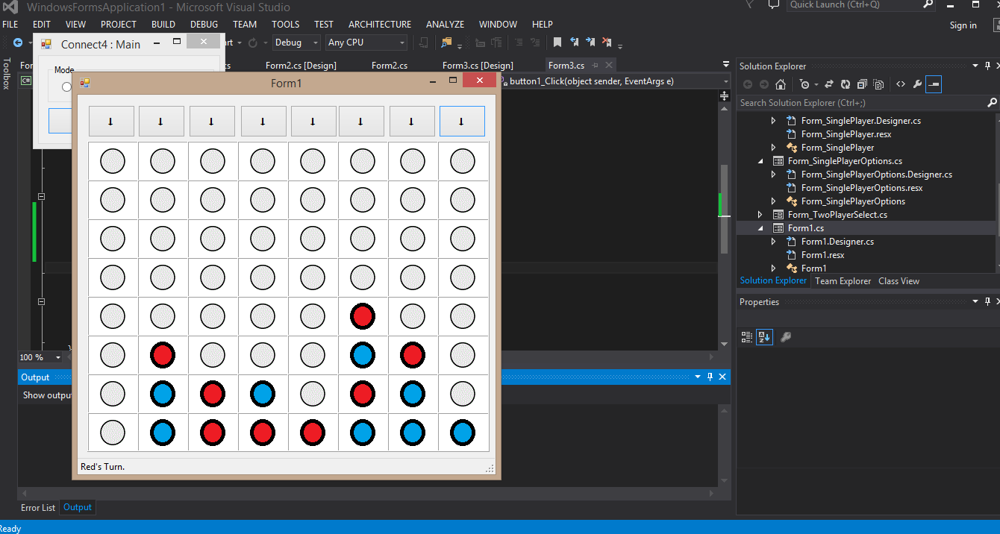 WindowsFormsApplication1 - Microsoft Visual Studio
Quick Launch (Ctrl+Q)
FILE EDIT VIEW PROJECT BUILD DEBUG TEAM TOOLS TEST ARCHITECTURE ANALYZE WINDOW HELP
Sign in
Connect4 : Main
Debug Any CPU
Toolbox
Form2.cs [Design] Form2.cs Form3.cs [Design] Form3.cs
Mode
Form1
button1_Click(object sender, EventArgs e)
Solution Explorer
Search Solution Explorer (Ctrl+;)
Form_SinglePlayer.Designer.cs
Form_SinglePlayer.resx
Form_SinglePlayer
Form_SinglePlayerOptions.cs
Form_SinglePlayerOptions.Designer.cs
Form_SinglePlayerOptions.resx
Form_SinglePlayerOptions
Form_TwoPlayerSelect.cs
Form1.cs
Form1.Designer.cs
Form1.resx
Form1
Solution Explorer Team Explorer Class View
Properties
100 %
Output
Show outpu
Red's Turn.
Error List Output
Ready